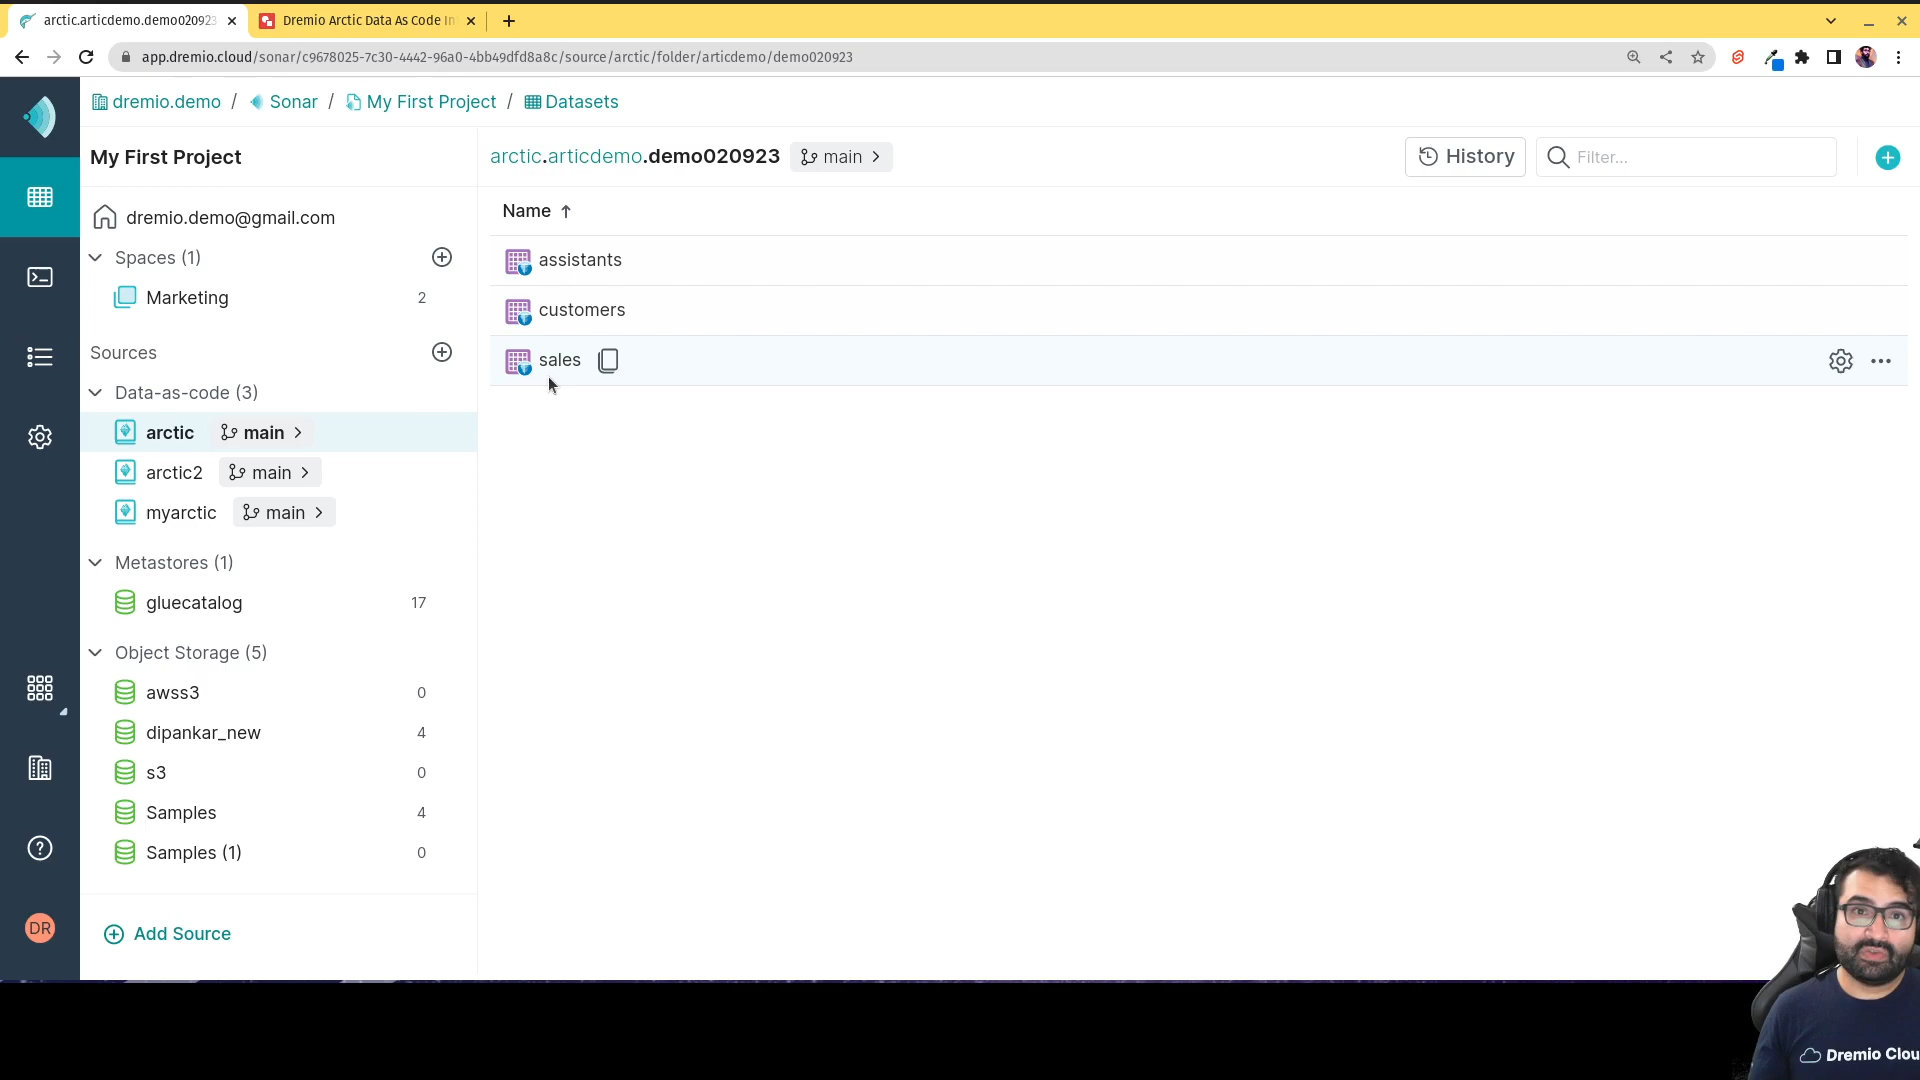 arctic.articdemo.demo020923
Dremio Arctic Data As Code In
app.dremio.cloud/sonar/c9678025-7c30-4442-96a0-4bb49dfd8a8c/source/arctic/folder/articdemo/demo020923
dremio.demo / Sonar / My First Project / Datasets
My First Project
arctic.articdemo.demo020923 main
History
Filter...
Name
dremio.demo@gmail.com
Spaces (1)
Marketing 2
Sources
Data-as-code (3)
arctic main
arctic2 main
myarctic main
Metastores (1)
gluecatalog 17
Object Storage (5)
awss3 0
dipankar_new 4
s3 0
Samples 4
Samples (1) 0
Add Source
DR
assistants
customers
sales
Dremio Clou